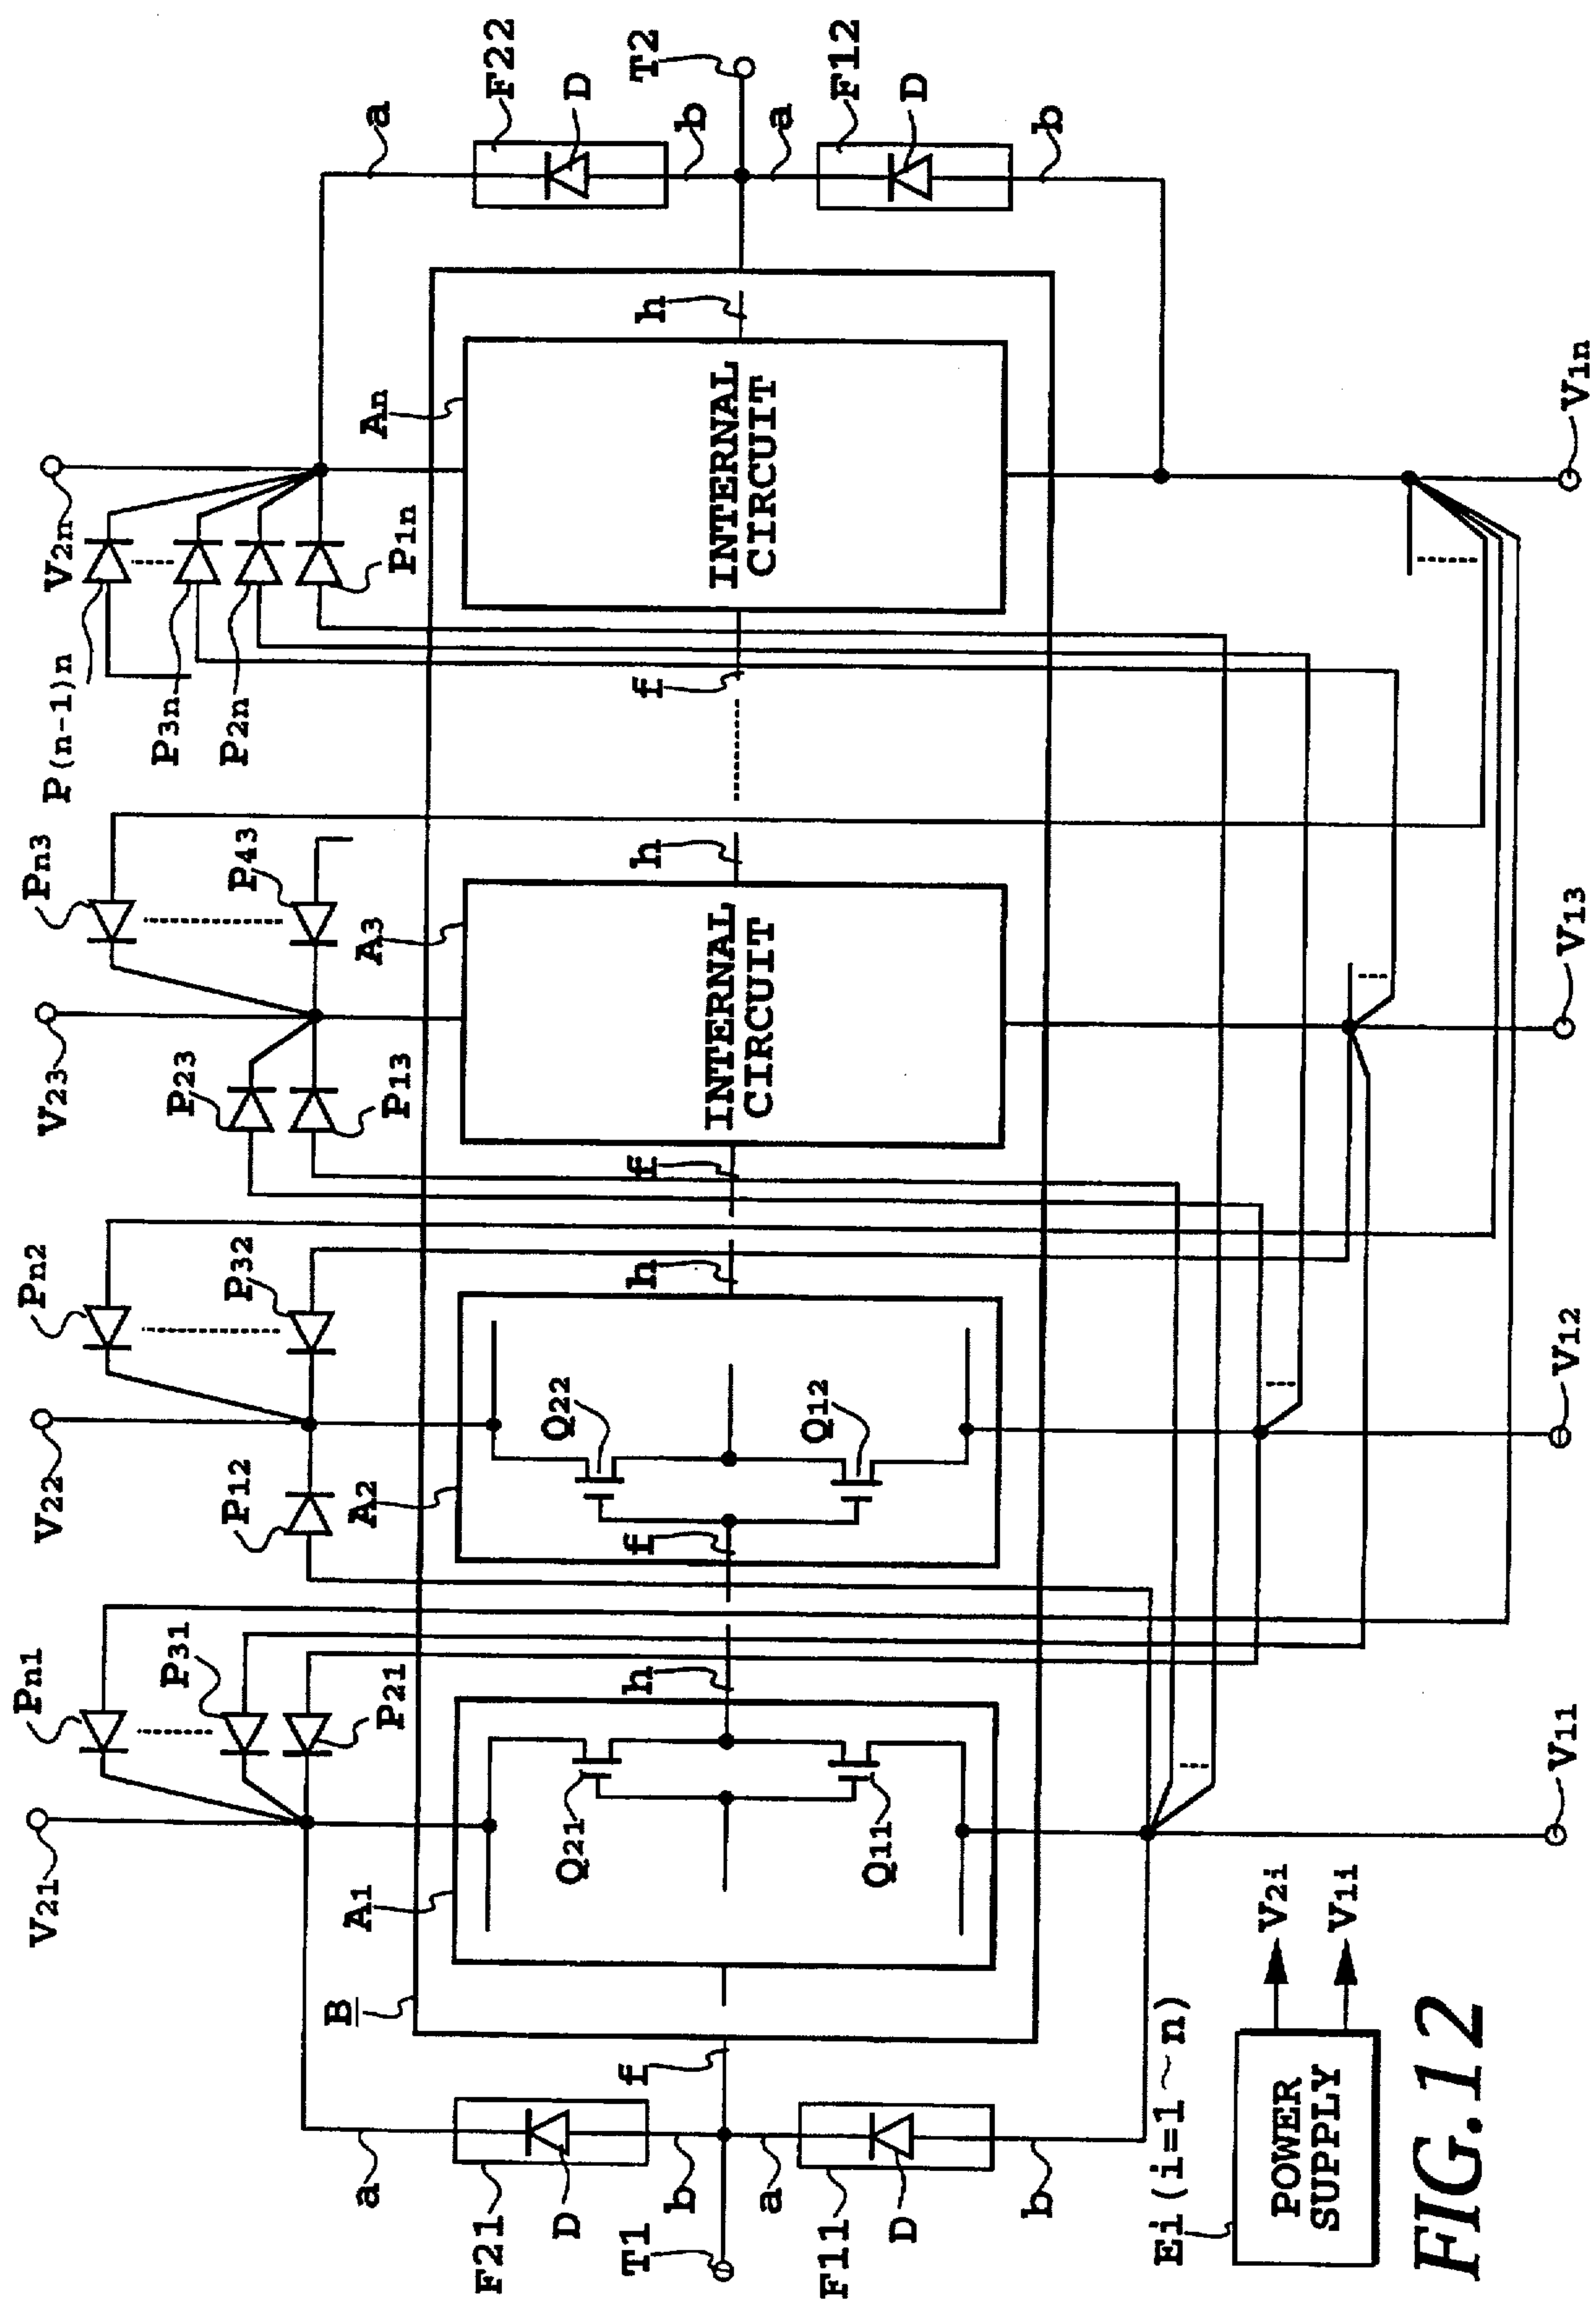 V21
V22
V23
V2n
Pn1
P31
P21
P12
Pn2
P32
P23
P13
Pn3
P43
P(n-1)n
P3n
P2n
P1n
a
F21
D
b
T1
a
F11
D
b
f
B
A1
Q21
Q11
h
f
A2
Q22
Q12
h
f
A3
INTERNAL
CIRCUIT
h
f
An
INTERNAL
CIRCUIT
h
a
F22
D
b
T2
a
F12
D
b
V11
V12
V13
V1n
Ei(i=1~n)
POWER
SUPPLY
V2i
V1i
FIG.12